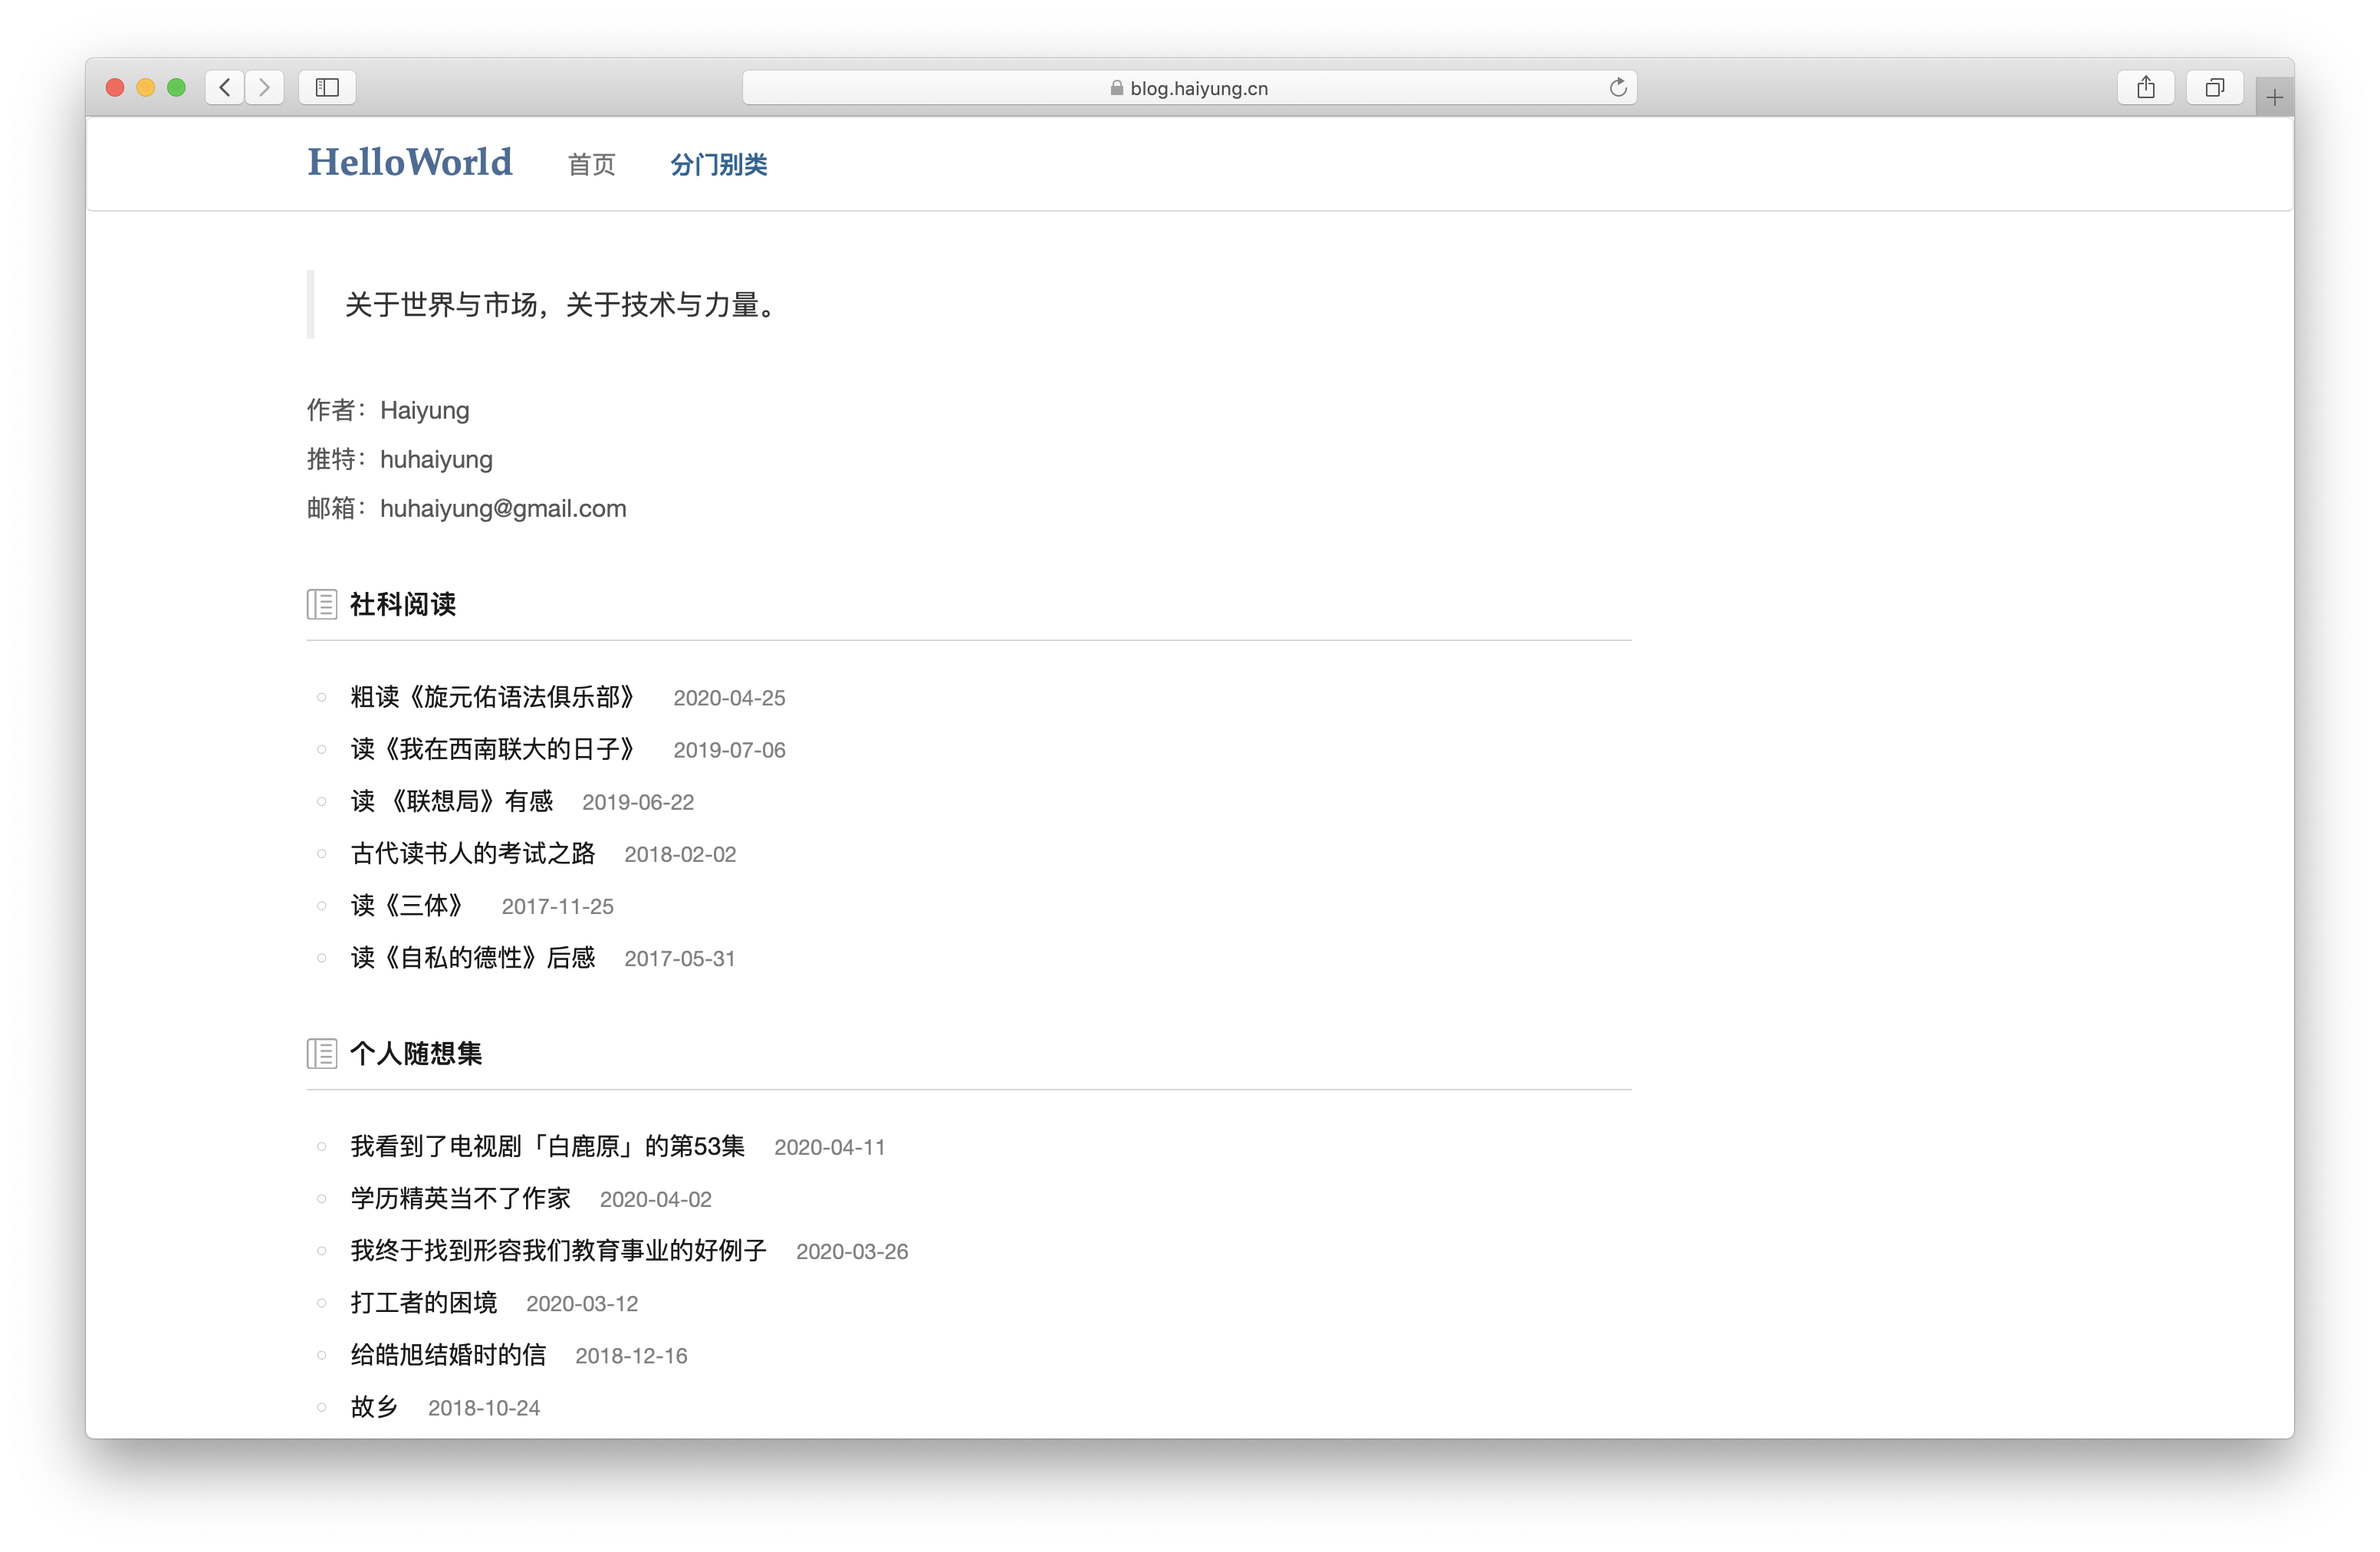 blog.haiyung.cn
HelloWorld 首页 分门别类
关于世界与市场，关于技术与力量。
作者：Haiyung
推特：huhaiyung
邮箱：huhaiyung@gmail.com
社科阅读
粗读《旋元佑语法俱乐部》 2020-04-25
读《我在西南联大的日子》 2019-07-06
读 《联想局》有感 2019-06-22
古代读书人的考试之路 2018-02-02
读《三体》 2017-11-25
读《自私的德性》后感 2017-05-31
个人随想集
我看到了电视剧「白鹿原」的第53集 2020-04-11
学历精英当不了作家 2020-04-02
我终于找到形容我们教育事业的好例子 2020-03-26
打工者的困境 2020-03-12
给皓旭结婚时的信 2018-12-16
故乡 2018-10-24